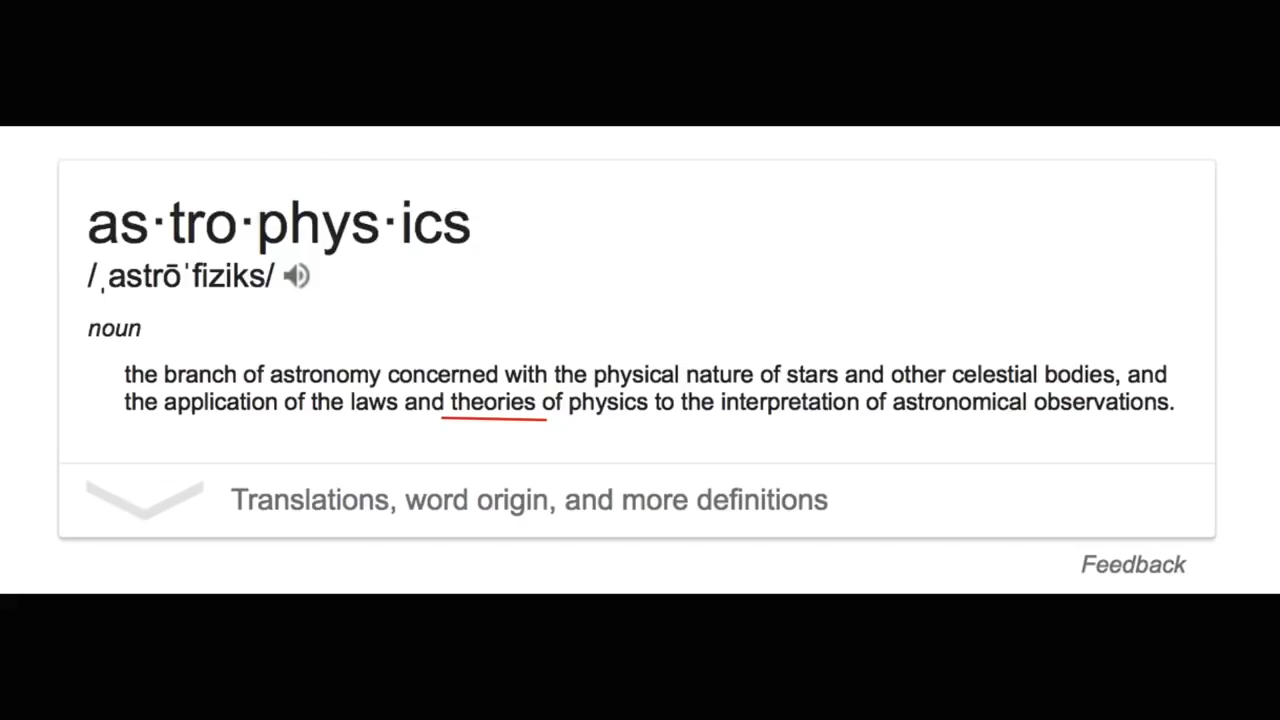 as·tro·phys·ics
/ˌastrōˈfiziks/
noun
the branch of astronomy concerned with the physical nature of stars and other celestial bodies, and
the application of the laws and theories of physics to the interpretation of astronomical observations.
Translations, word origin, and more definitions
Feedback